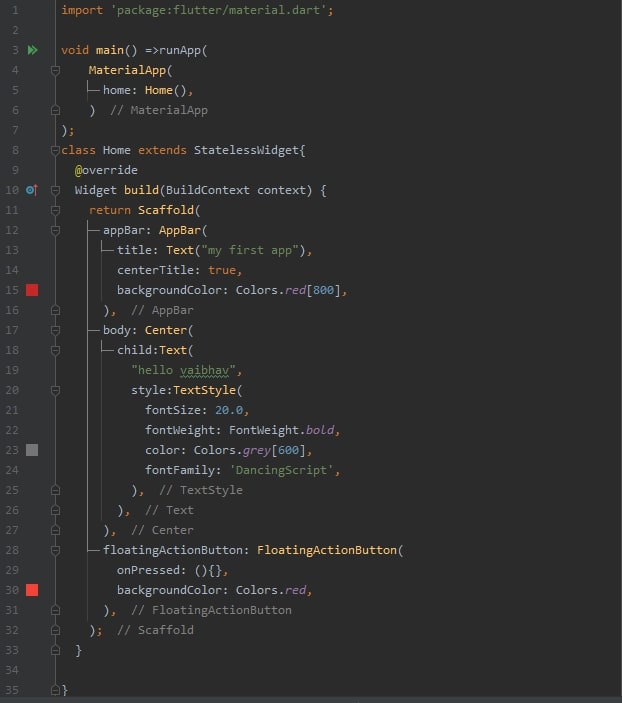 1 import 'package:flutter/material.dart';
2
3 void main() =>runApp(
4     MaterialApp(
5       home: Home(),
6     )  // MaterialApp
7 );
8 class Home extends StatelessWidget{
9   @override
10   Widget build(BuildContext context) {
11     return Scaffold(
12       appBar: AppBar(
13         title: Text("my first app"),
14         centerTitle: true,
15         backgroundColor: Colors.red[800],
16       ),  // AppBar
17       body: Center(
18         child:Text(
19           "hello vaibhav",
20           style:TextStyle(
21             fontSize: 20.0,
22             fontWeight: FontWeight.bold,
23             color: Colors.grey[600],
24             fontFamily: 'DancingScript',
25           ),  // TextStyle
26         ),  // Text
27       ),  // Center
28       floatingActionButton: FloatingActionButton(
29         onPressed: (){},
30         backgroundColor: Colors.red,
31       ),  // FloatingActionButton
32     );  // Scaffold
33   }
34
35 }